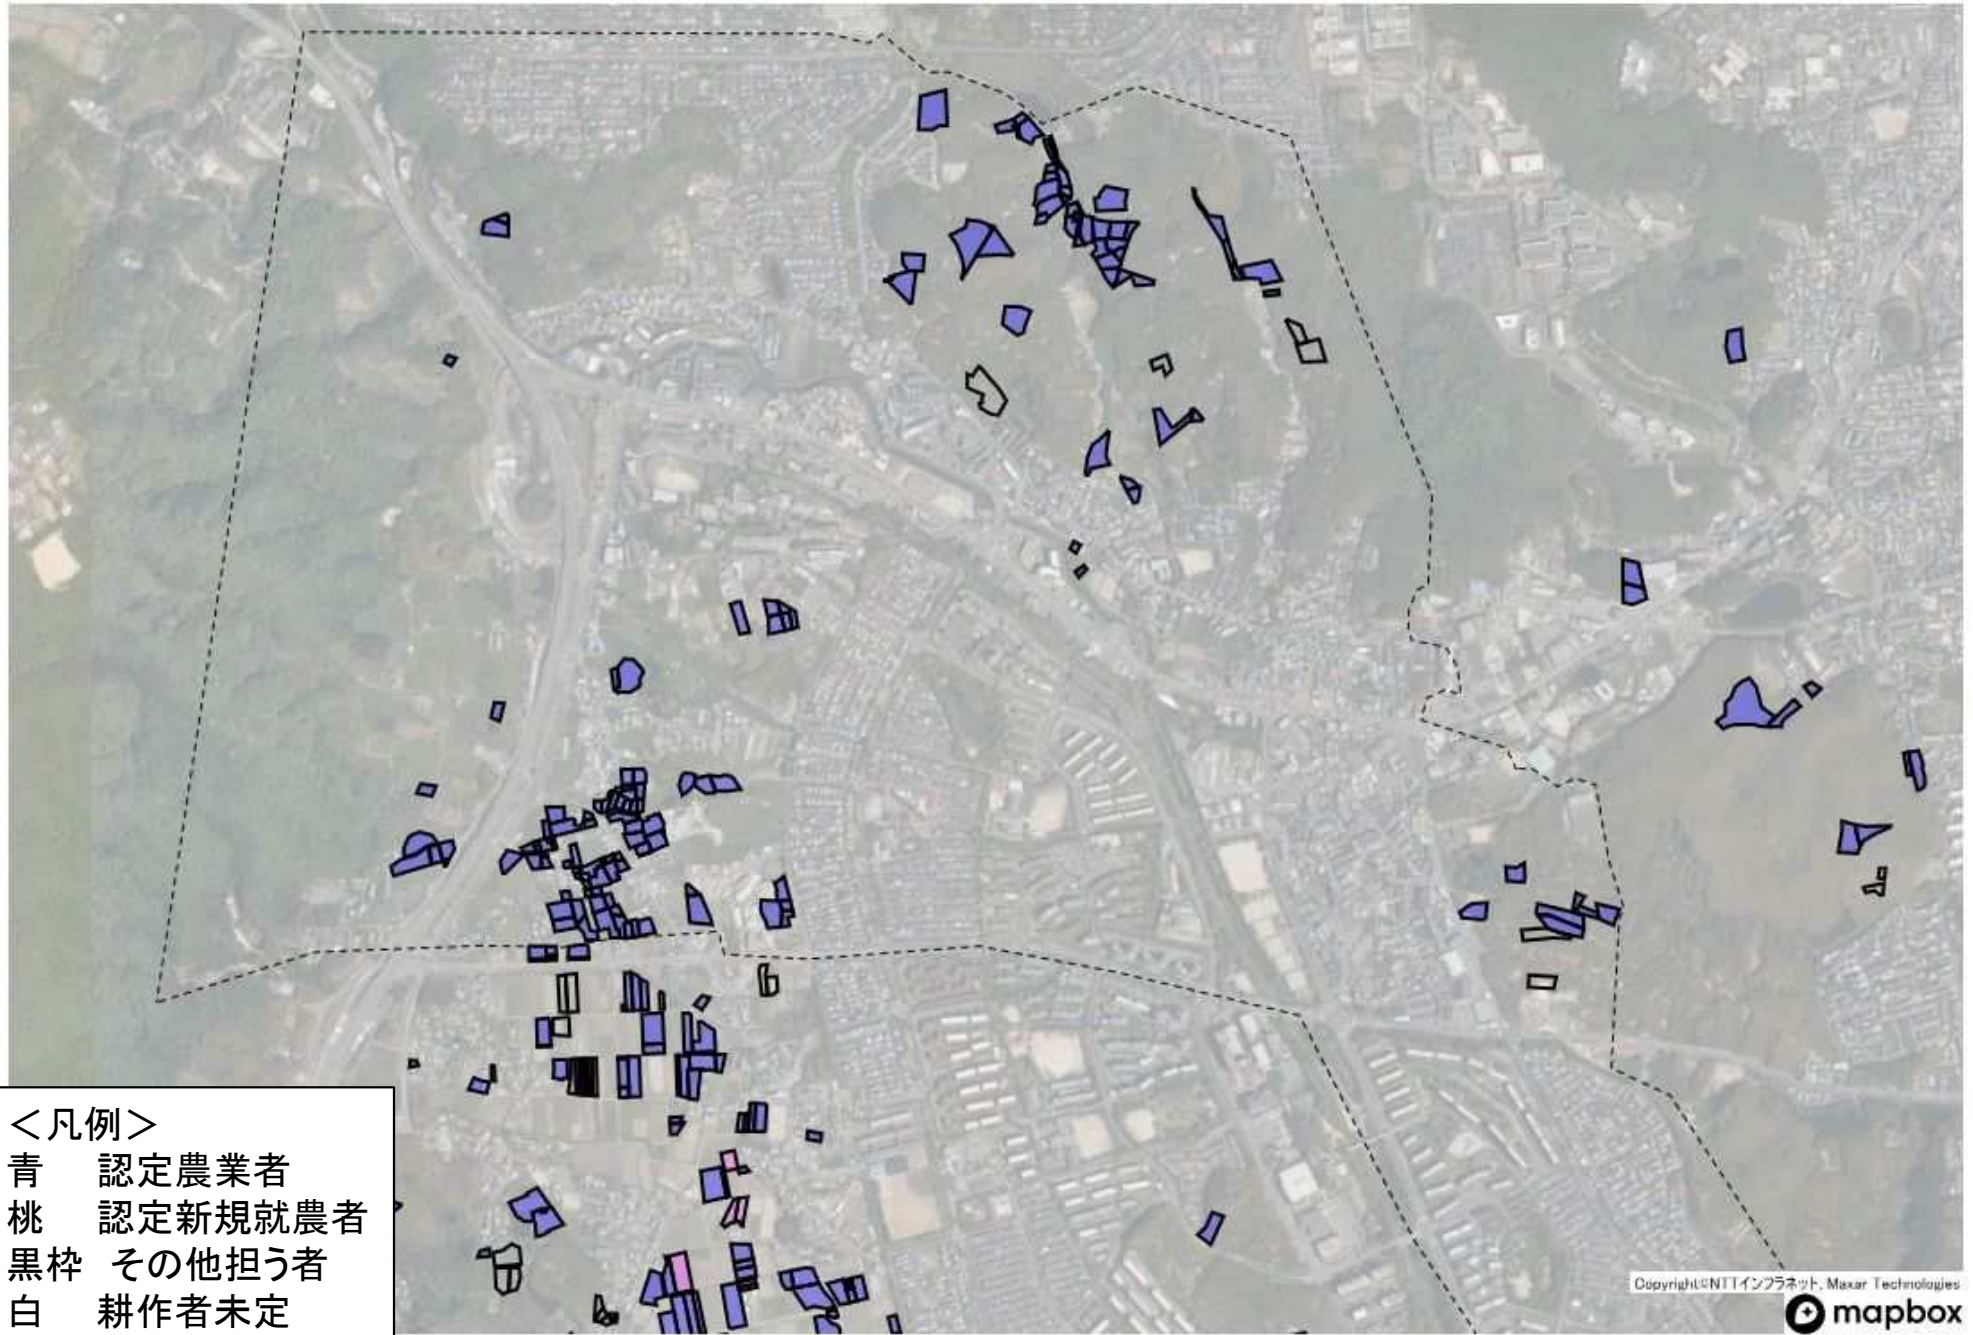 ＜凡例＞
青　認定農業者
桃　認定新規就農者
黒枠　その他担う者
白　耕作者未定
Copyright©NTTインフラネット, Maxar Technologies
mapbox